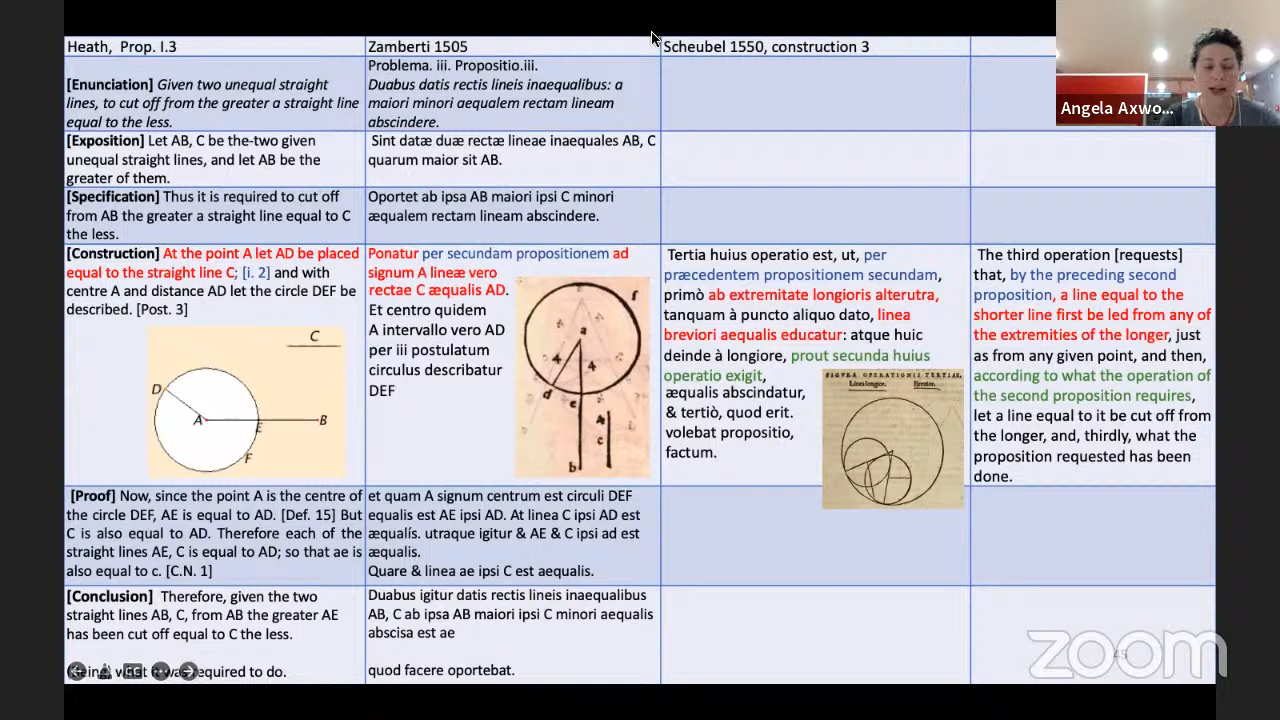 Heath, Prop. I.3
Zamberti 1505
Scheubel 1550, construction 3
[Enunciation] Given two unequal straight
lines, to cut off from the greater a straight line
equal to the less.
Problema. iii. Propositio.iii.
Duabus datis rectis lineis inaequalibus: a
maiori minori aequalem rectam lineam
abscindere.
[Exposition] Let AB, C be the-two given
unequal straight lines, and let AB be the
greater of them.
Sint datæ duæ rectæ lineae inaequales AB, C
quarum maior sit AB.
[Specification] Thus it is required to cut off
from AB the greater a straight line equal to C
the less.
Oportet ab ipsa AB maiori ipsi C minori
æqualem rectam lineam abscindere.
[Construction] At the point A let AD be placed
equal to the straight line C; [i. 2] and with
centre A and distance AD let the circle DEF be
described. [Post. 3]
C
D
A
B
E
F
Ponatur per secundam propositionem ad
signum A lineæ vero
rectae C æqualis AD.
Et centro quidem
A intervallo vero AD
per iii postulatum
circulus describatur
DEF
f
a
4
4
d
e
c
b
Tertia huius operatio est, ut, per
præcedentem propositionem secundam,
primò ab extremitate longioris alterutra,
tanquam à puncto aliquo dato, linea
breviori aequalis educatur: atque huic
deinde à longiore, prout secunda huius
operatio exigit,
æqualis abscindatur,
& tertiò, quod erit.
volebat propositio,
factum.
FIGVRA OPERATIONIS TERTIAE,
Linea longior.
Breuior.
The third operation [requests]
that, by the preceding second
proposition, a line equal to the
shorter line first be led from any of
the extremities of the longer, just
as from any given point, and then,
according to what the operation of
the second proposition requires,
let a line equal to it be cut off from
the longer, and, thirdly, what the
proposition requested has been
done.
[Proof] Now, since the point A is the centre of
the circle DEF, AE is equal to AD. [Def. 15] But
C is also equal to AD. Therefore each of the
straight lines AE, C is equal to AD; so that ae is
also equal to c. [C.N. 1]
et quam A signum centrum est circuli DEF
equalis est AE ipsi AD. At linea C ipsi AD est
æqualís. utraque igitur & AE & C ipsi ad est
æqualis.
Quare & linea ae ipsi C est aequalis.
[Conclusion] Therefore, given the two
straight lines AB, C, from AB the greater AE
has been cut off equal to C the less.
(Being, what it was required to do.
Duabus igitur datis rectis lineis inaequalibus
AB, C ab ipsa AB maiori ipsi C minori aequalis
abscisa est ae
quod facere oportebat.
Angela Axwo...
45
zoom